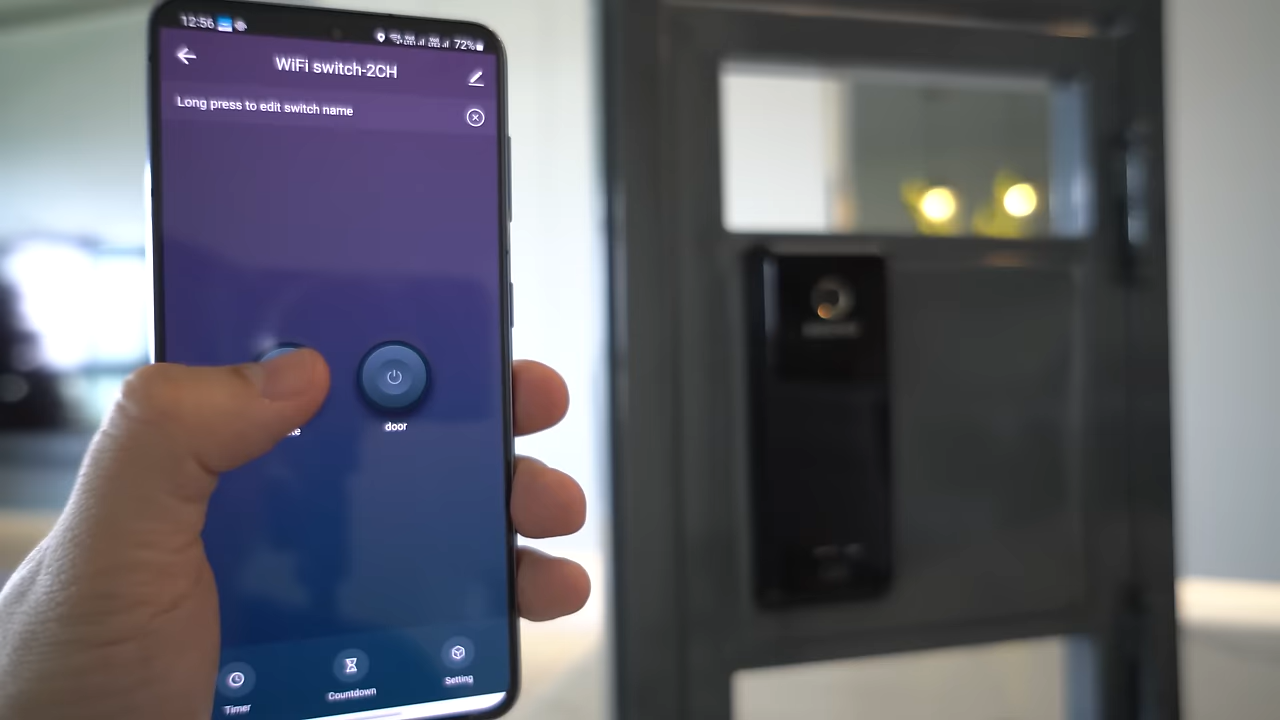 12:56
72%
WiFi switch-2CH
Long press to edit switch name
door
Timer
Countdown
Setting